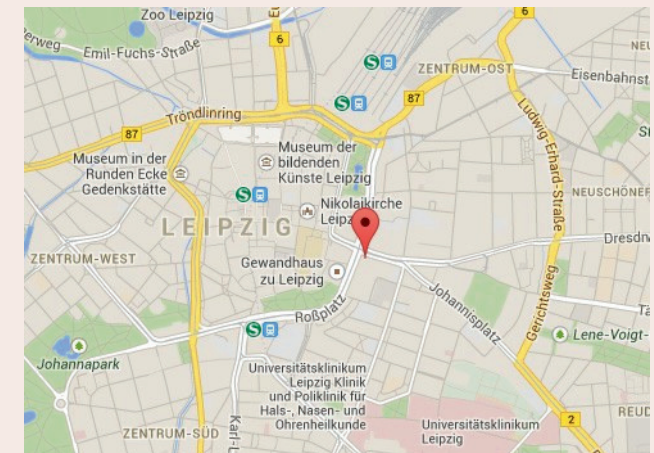 Zoo Leipzig
6
6
Emil-Fuchs-Straße
ZENTRUM-OST
Eisenbahnst
S
S
87
Tröndlinring
87
Ludwig-Erhard-Straße
Museum der
bildenden
Künste Leipzig
Museum in der
Runden Ecke
Gedenkstätte
S
NEUSCHÖNEF
Nikolaikirche
LEIPZIG
Dresdn
ZENTRUM-WEST
Gewandhaus
zu Leipzig
Johannisplatz
Gerichtsweg
Roßplatz
S
Lene-Voigt-
Johannapark
Universitätsklinikum
Leipzig Klinik
und Poliklinik für
Hals-, Nasen- und
Ohrenheilkunde
Universitätsklinikum
Leipzig
2
REUD
ZENTRUM-SÜD
Karl-L